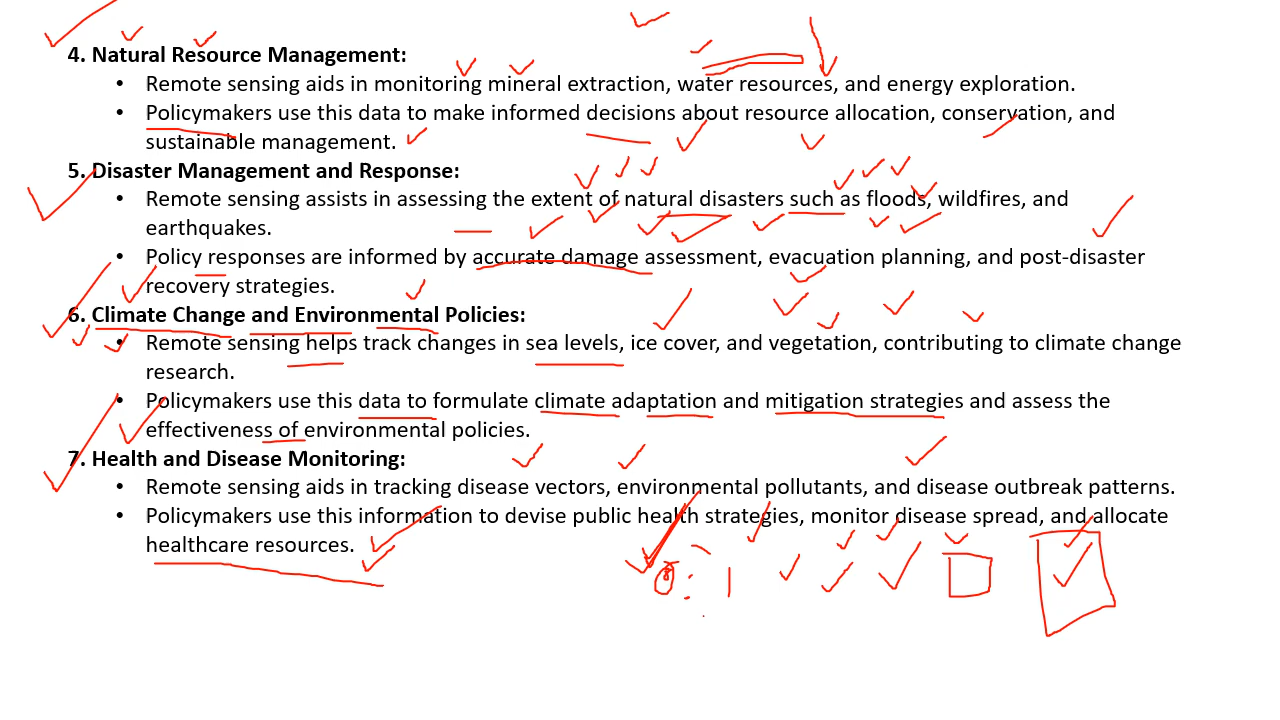 4. Natural Resource Management:
• Remote sensing aids in monitoring mineral extraction, water resources, and energy exploration.
• Policymakers use this data to make informed decisions about resource allocation, conservation, and
sustainable management.
5. Disaster Management and Response:
• Remote sensing assists in assessing the extent of natural disasters such as floods, wildfires, and
earthquakes.
• Policy responses are informed by accurate damage assessment, evacuation planning, and post-disaster
recovery strategies.
6. Climate Change and Environmental Policies:
• Remote sensing helps track changes in sea levels, ice cover, and vegetation, contributing to climate change
research.
• Policymakers use this data to formulate climate adaptation and mitigation strategies and assess the
effectiveness of environmental policies.
7. Health and Disease Monitoring:
• Remote sensing aids in tracking disease vectors, environmental pollutants, and disease outbreak patterns.
• Policymakers use this information to devise public health strategies, monitor disease spread, and allocate
healthcare resources.